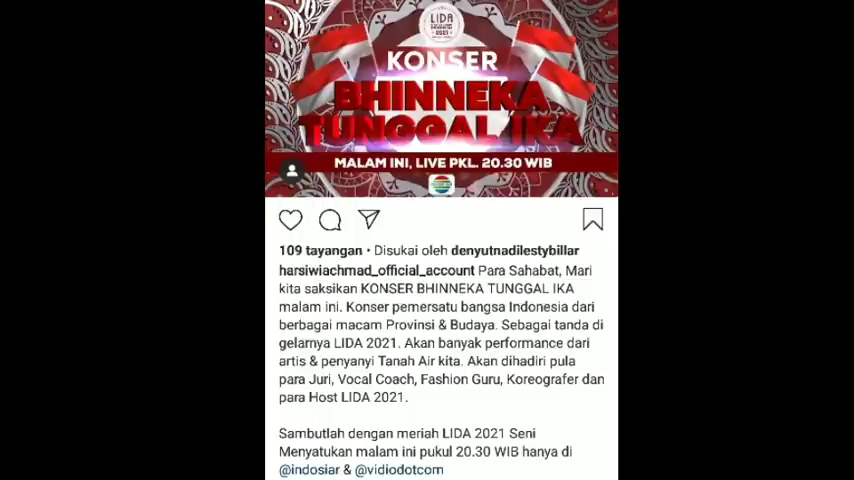 LIDA
2021
KONSER
BHINNEKA
TUNGGAL IKA
MALAM INI, LIVE PKL. 20.30 WIB
109 tayangan • Disukai oleh denyutnadilestybillar
harsiwiachmad_official_account Para Sahabat, Mari
kita saksikan KONSER BHINNEKA TUNGGAL IKA
malam ini. Konser pemersatu bangsa Indonesia dari
berbagai macam Provinsi & Budaya. Sebagai tanda di
gelarnya LIDA 2021. Akan banyak performance dari
artis & penyanyi Tanah Air kita. Akan dihadiri pula
para Juri, Vocal Coach, Fashion Guru, Koreografer dan
para Host LIDA 2021.
Sambutlah dengan meriah LIDA 2021 Seni
Menyatukan malam ini pukul 20.30 WIB hanya di
@indosiar & @vidiodotcom